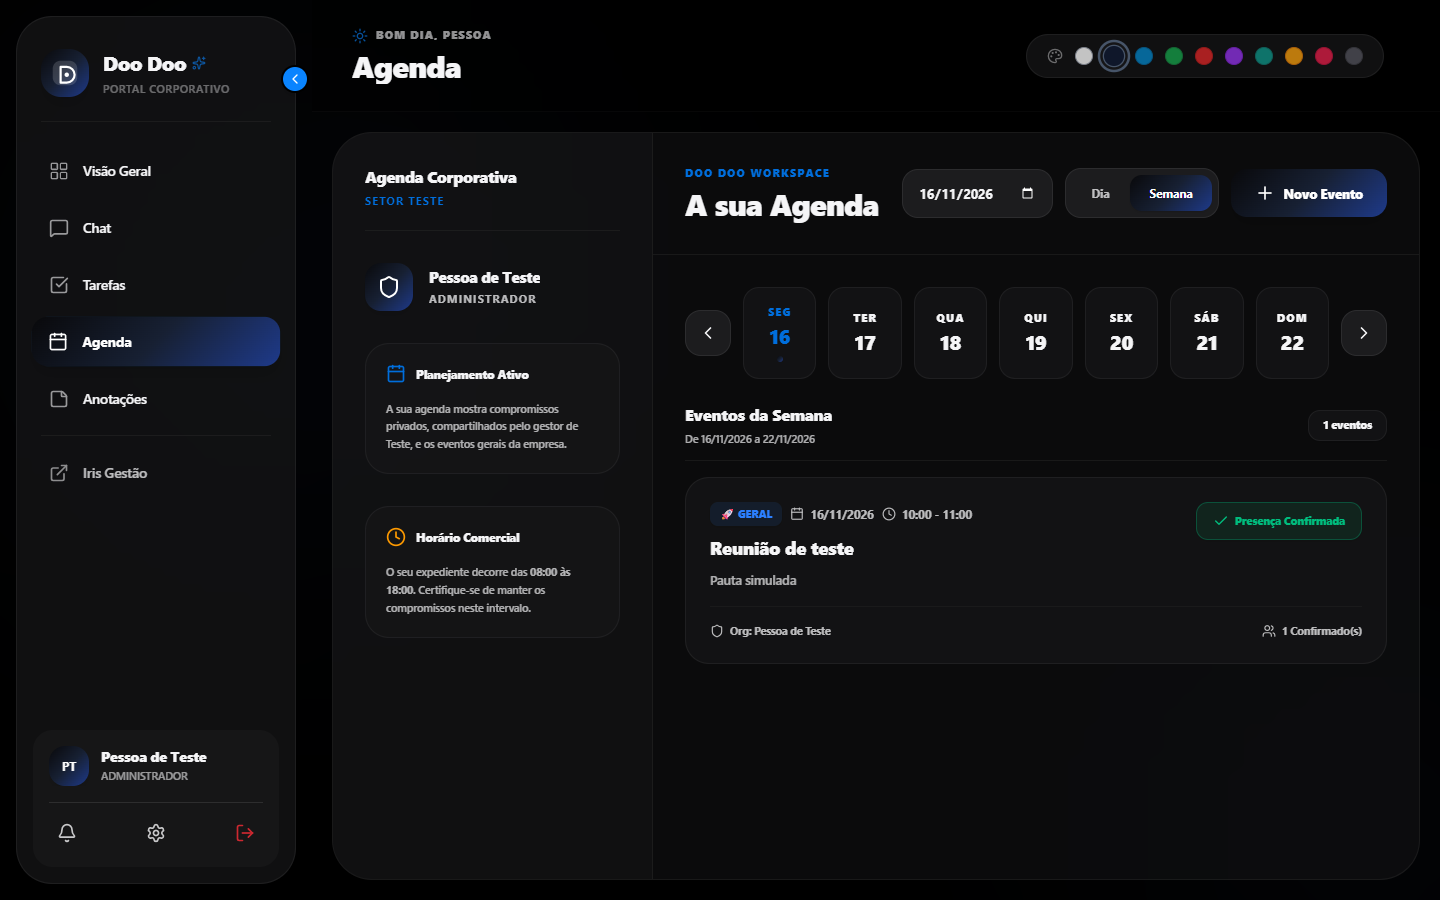 Doo Doo
PORTAL CORPORATIVO
Visão Geral
Chat
Tarefas
Agenda
Anotações
Iris Gestão
PT
Pessoa de Teste
ADMINISTRADOR
BOM DIA, PESSOA
Agenda
Agenda Corporativa
SETOR TESTE
Pessoa de Teste
ADMINISTRADOR
Planejamento Ativo
A sua agenda mostra compromissos
privados, compartilhados pelo gestor de
Teste, e os eventos gerais da empresa.
Horário Comercial
O seu expediente decorre das 08:00 às
18:00. Certifique-se de manter os
compromissos neste intervalo.
DOO DOO WORKSPACE
A sua Agenda
16/11/2026
Dia
Semana
Novo Evento
SEG
16
TER
17
QUA
18
QUI
19
SEX
20
SÁB
21
DOM
22
Eventos da Semana
De 16/11/2026 a 22/11/2026
1 eventos
🚀 GERAL 16/11/2026 10:00 - 11:00
Presença Confirmada
Reunião de teste
Pauta simulada
Org: Pessoa de Teste
1 Confirmado(s)